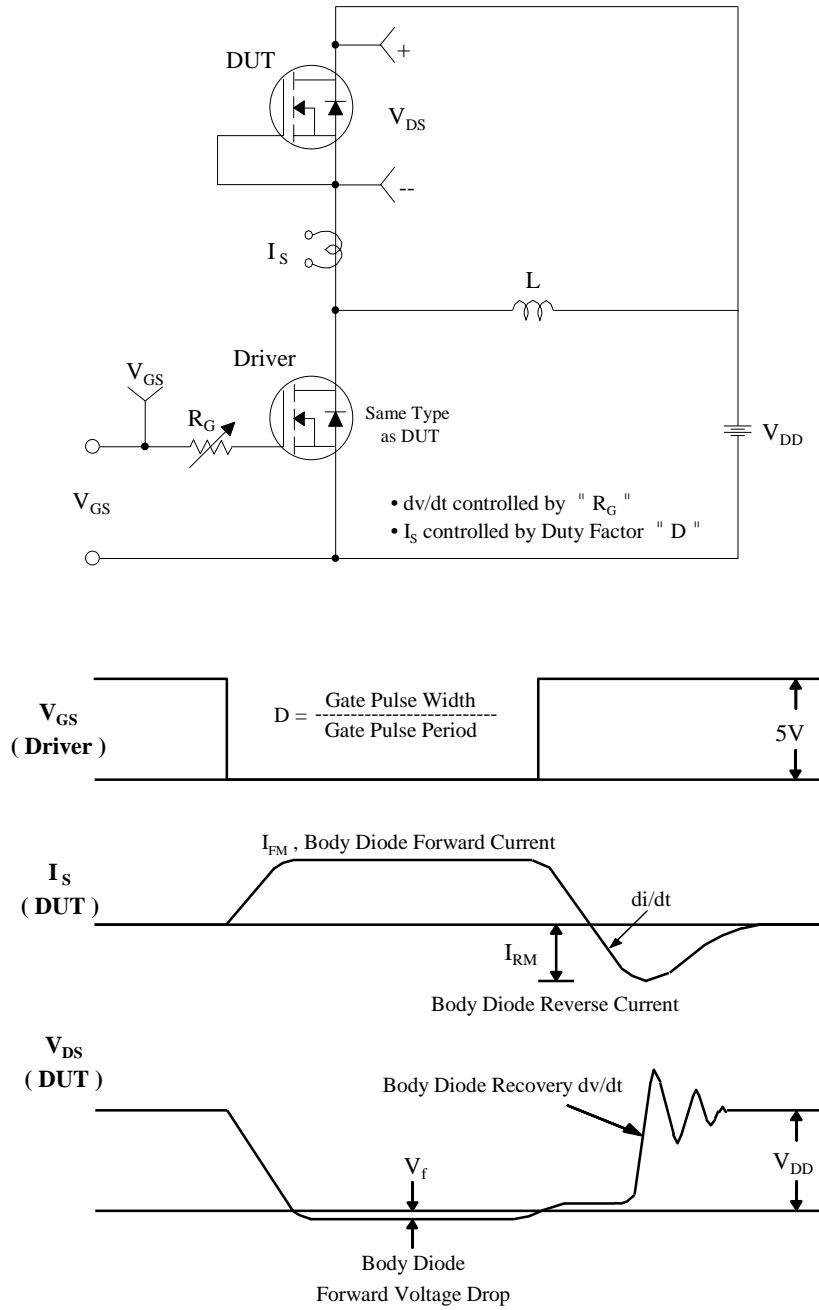 DUT
+
V_DS
--
I_S
L
Driver
V_GS
R_G
Same Type
as DUT
V_DD
V_GS
• dv/dt controlled by " R_G "
• I_S controlled by Duty Factor " D "
V_GS
( Driver )
D = Gate Pulse Width
--------------------------
Gate Pulse Period
5V
I_FM , Body Diode Forward Current
I_S
( DUT )
di/dt
I_RM
Body Diode Reverse Current
V_DS
( DUT )
Body Diode Recovery dv/dt
V_f
V_DD
Body Diode
Forward Voltage Drop